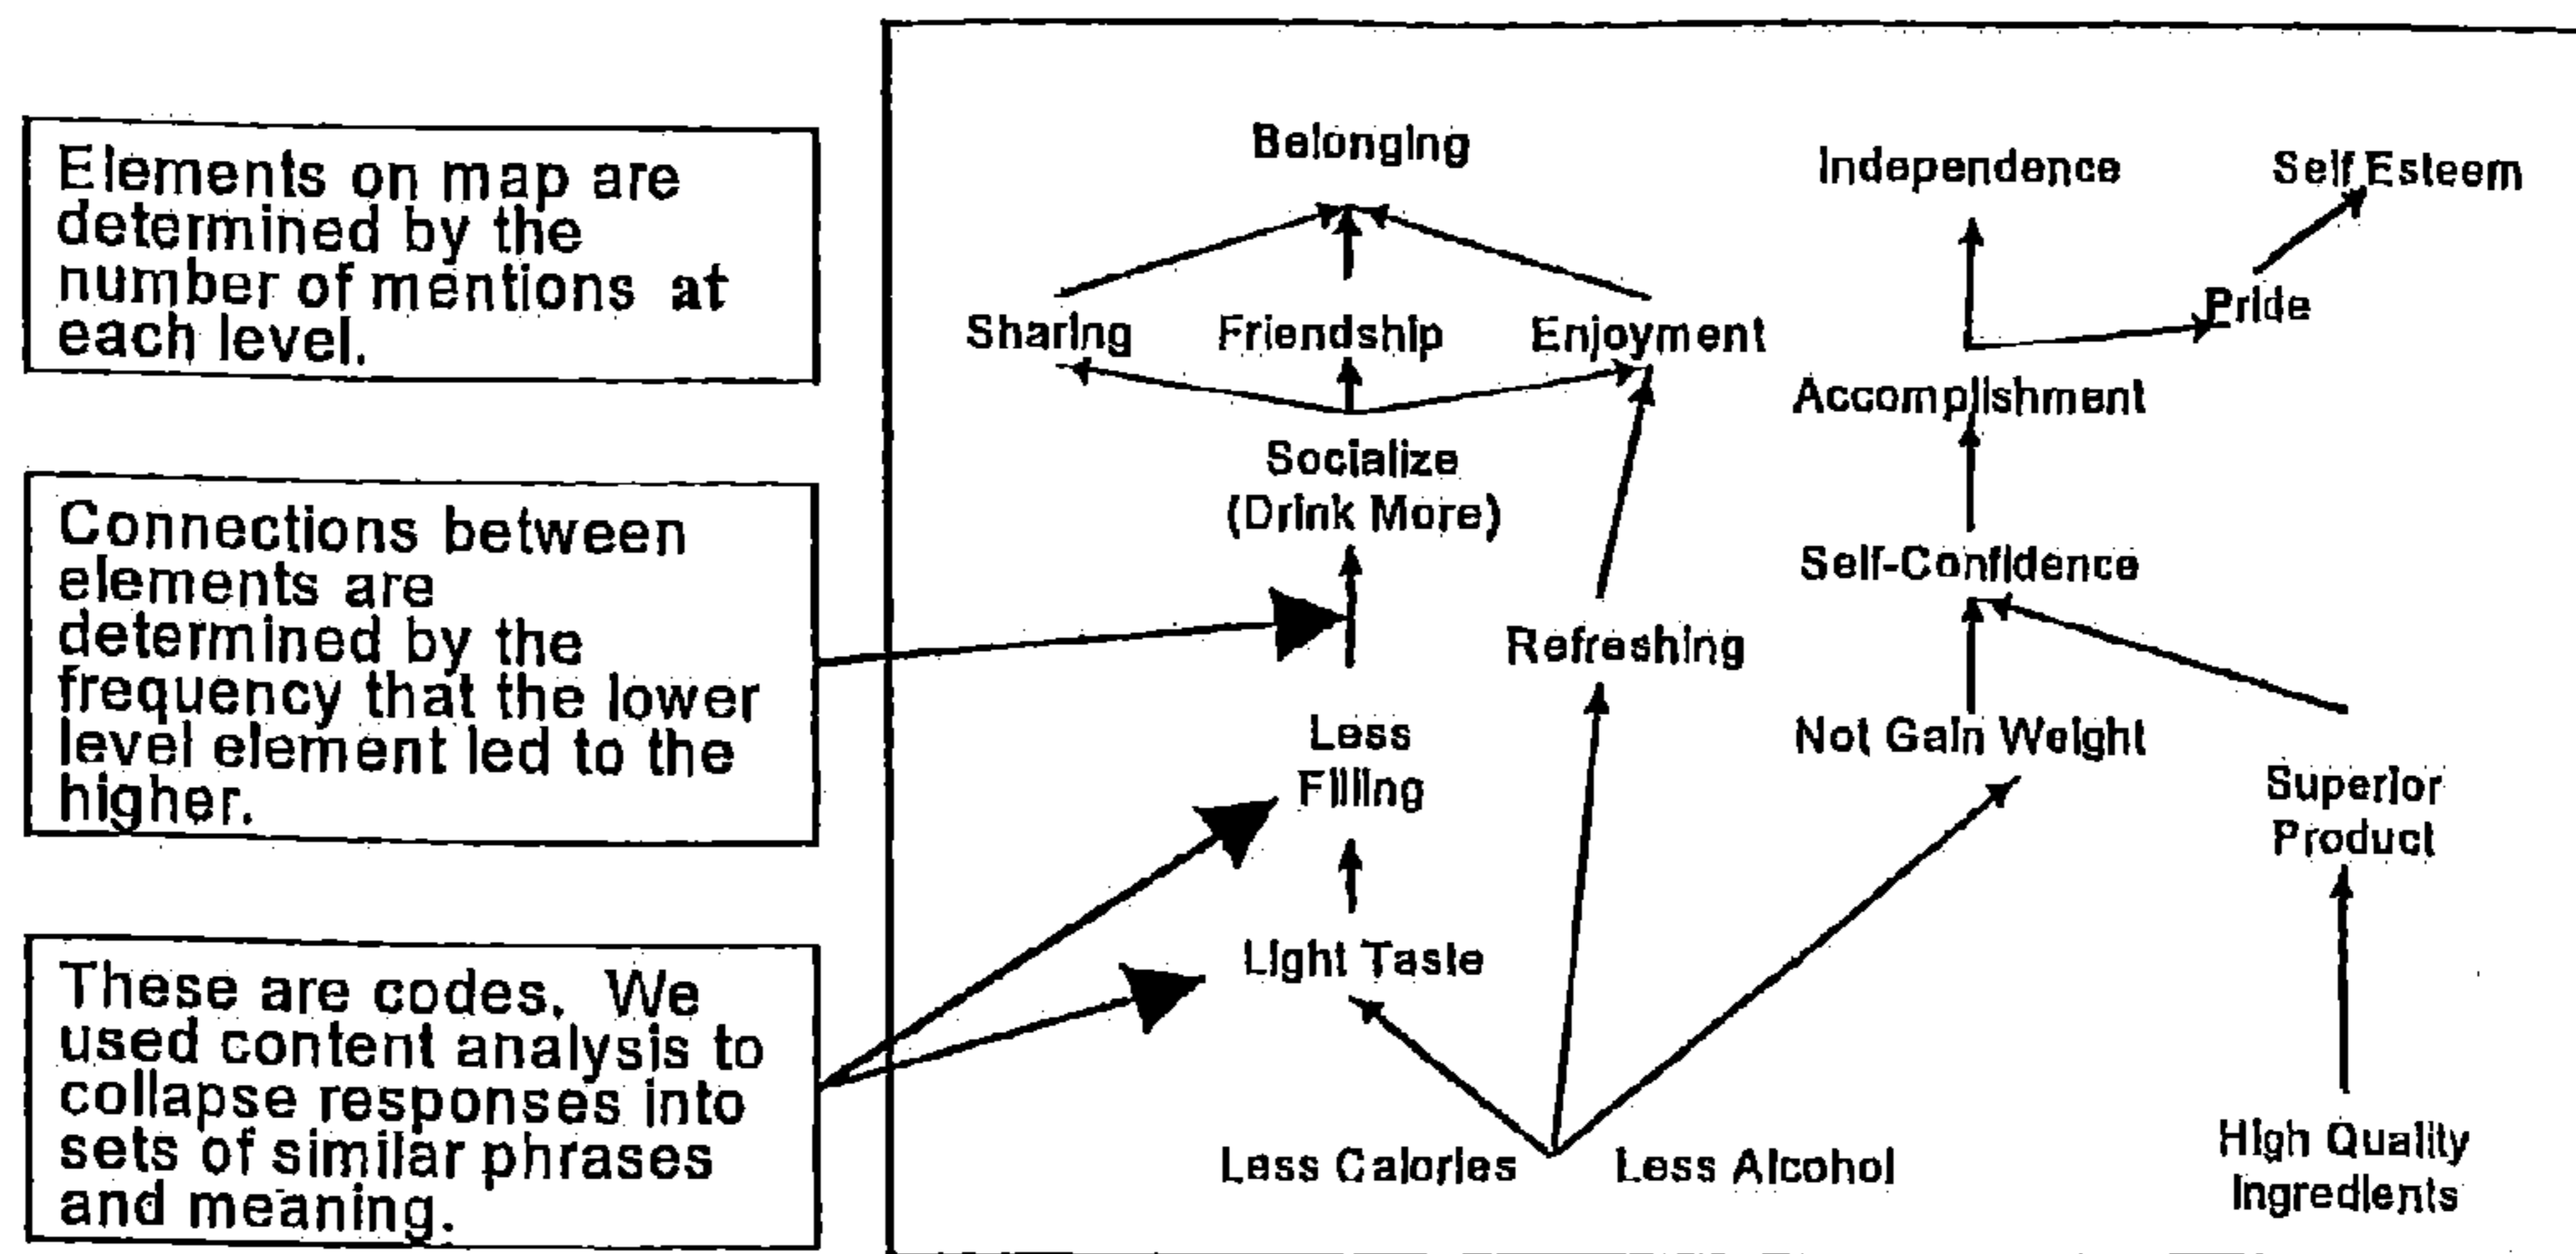 Elements on map are
determined by the
number of mentions at
each level.
Connections between
elements are
determined by the
frequency that the lower
level element led to the
higher.
These are codes. We
used content analysis to
collapse responses into
sets of similar phrases
and meaning.
Belonging
Independence
Self Esteem
Pride
Sharing
Friendship
Enjoyment
Accomplishment
Socialize
(Drink More)
Self-Confidence
Refreshing
Less
Filling
Not Gain Weight
Superior
Product
Light Taste
Less Calories
Less Alcohol
High Quality
Ingredients